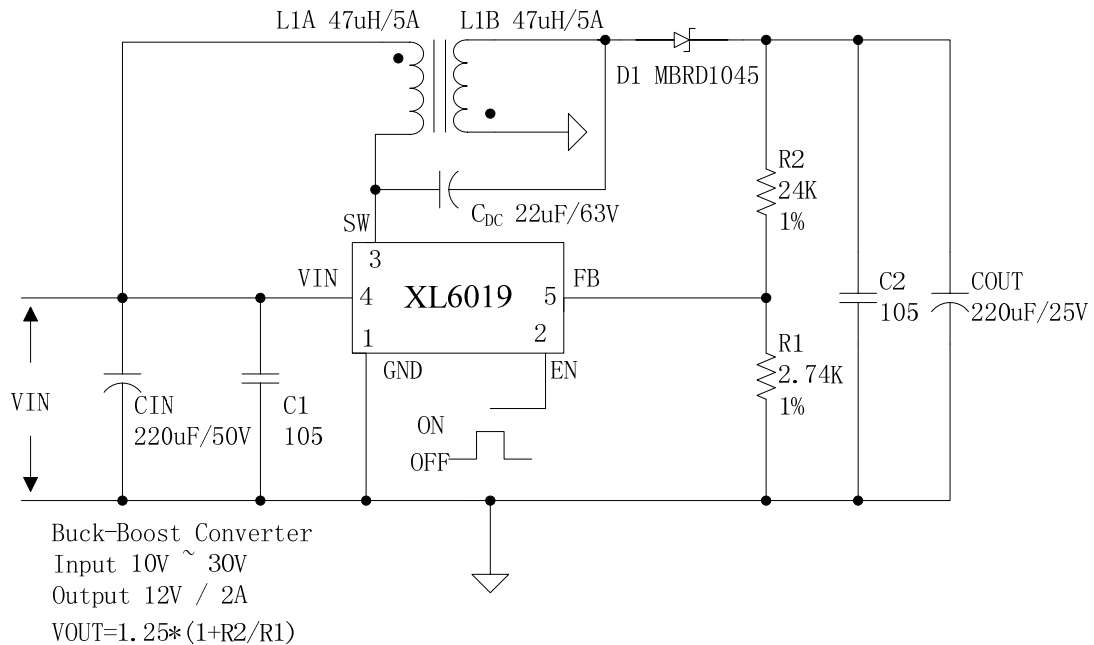 L1A 47uH/5A
L1B 47uH/5A
D1 MBRD1045
R2
24K
1%
CDC 22uF/63V
SW
3
VIN
FB
4
XL6019
5
1
2
GND
EN
C2
105
COUT
220uF/25V
R1
2.74K
1%
VIN
CIN
220uF/50V
C1
105
ON
OFF
Buck-Boost Converter
Input 10V ~ 30V
Output 12V / 2A
VOUT=1.25*(1+R2/R1)